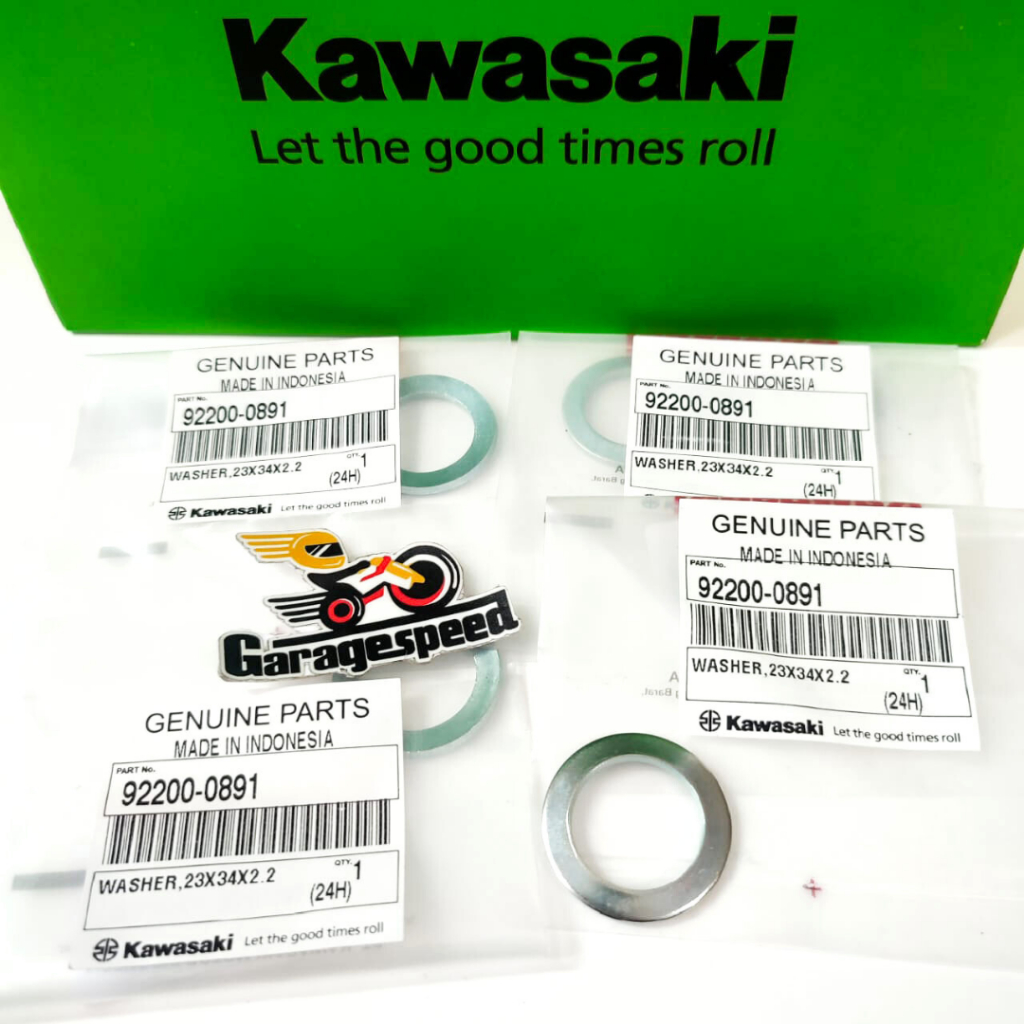 Kawasaki
Let the good times roll
GENUINE PARTS
MADE IN INDONESIA
PART No.
92200-0891
WASHER,23X34X2.2
QTY.
1
(24H)
Kawasaki Let the good times roll
GENUINE PARTS
MADE IN INDONESIA
PART No.
92200-0891
WASHER,23X34X2.2
QTY.
1
(24H)
Garagespeed
GENUINE PARTS
MADE IN INDONESIA
PART No.
92200-0891
WASHER,23X34X2.2
QTY.
1
(24H)
Kawasaki Let the good times roll
GENUINE PARTS
MADE IN INDONESIA
PART No.
92200-0891
WASHER,23X34X2.2
QTY.
1
(24H)
Kawasaki Let the good times roll